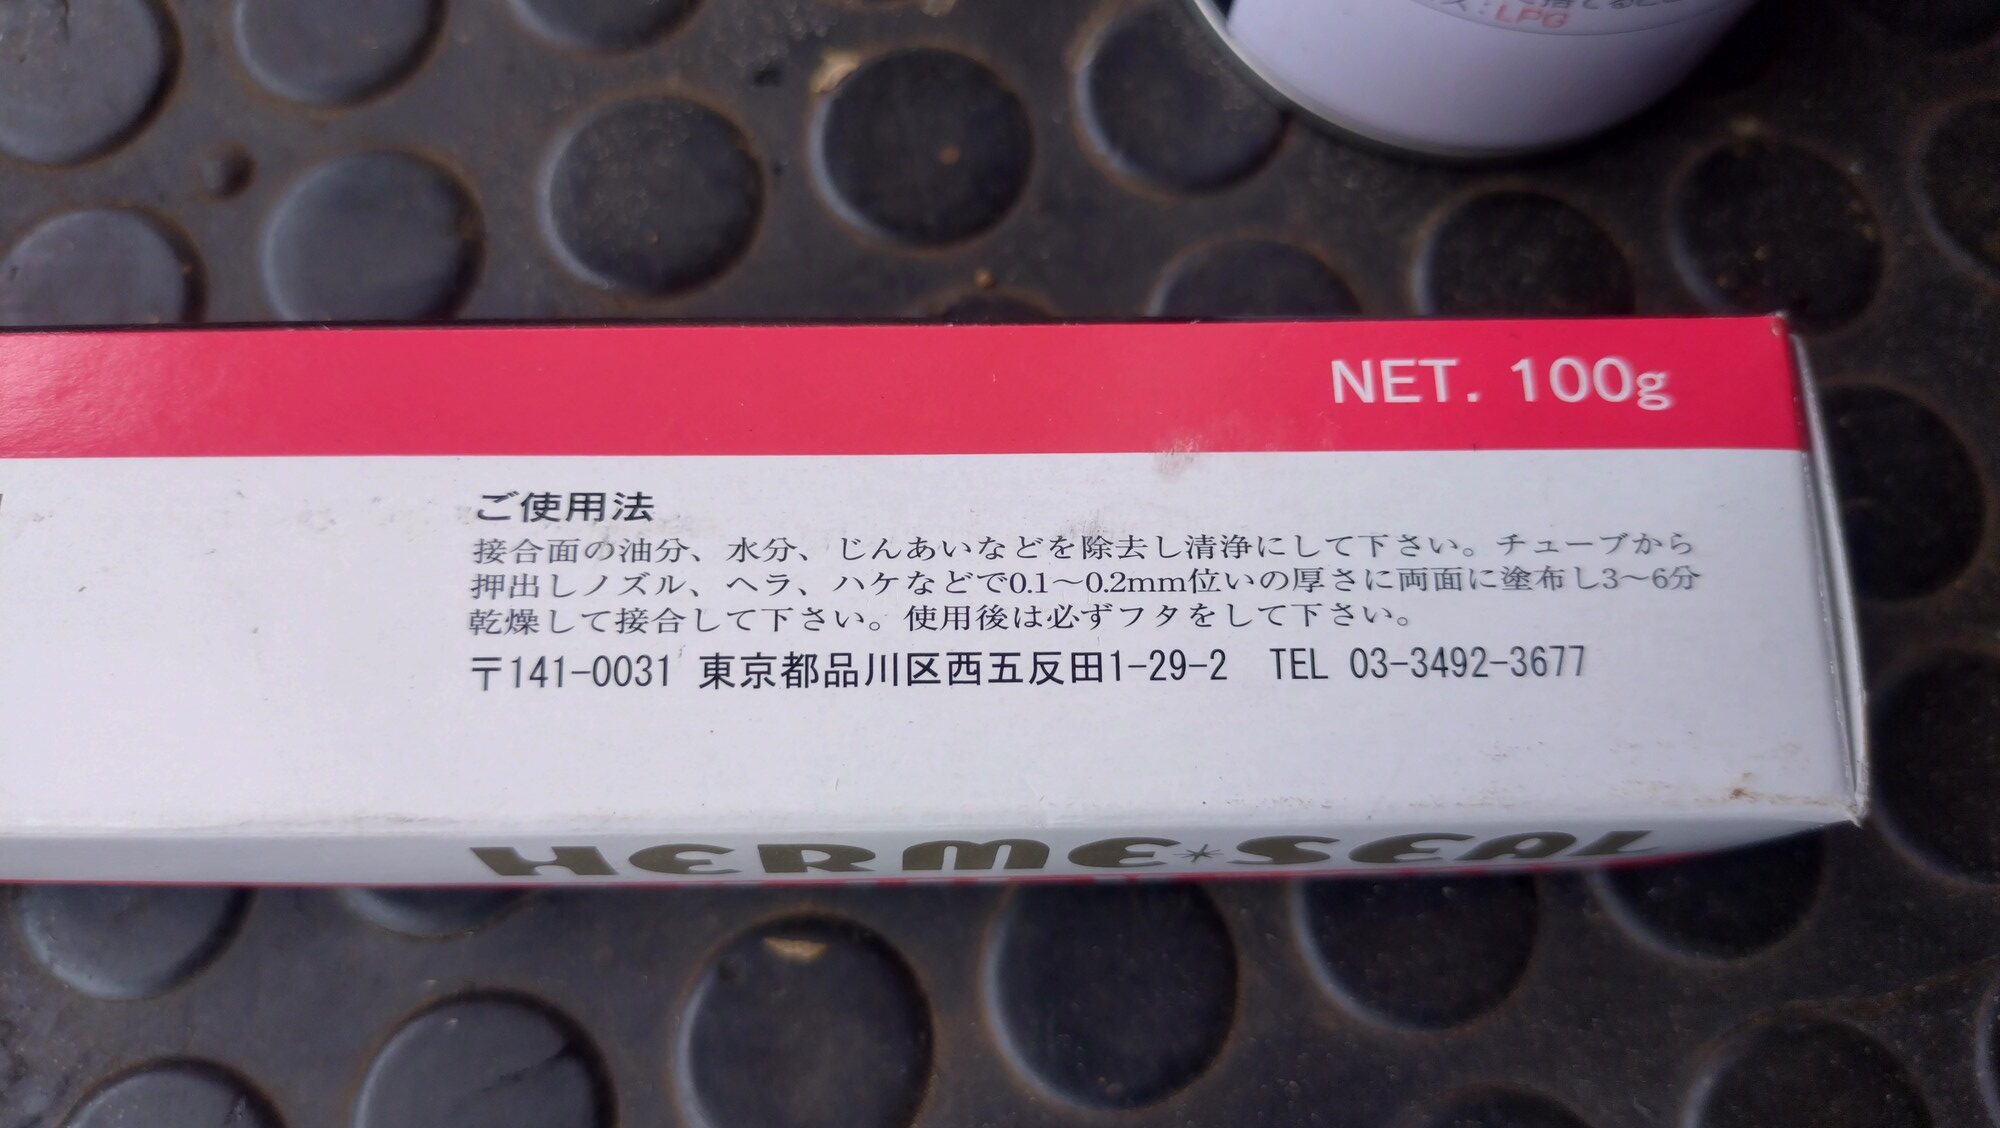 ス：LPG
NET. 100g
ご使用法
接合面の油分、水分、じんあいなどを除去し清浄にして下さい。チューブから
押出しノズル、ヘラ、ハケなどで0.1〜0.2mm位いの厚さに両面に塗布し3〜6分
乾燥して接合して下さい。使用後は必ずフタをして下さい。
〒141-0031 東京都品川区西五反田1-29-2 TEL 03-3492-3677
HERME*SEAL